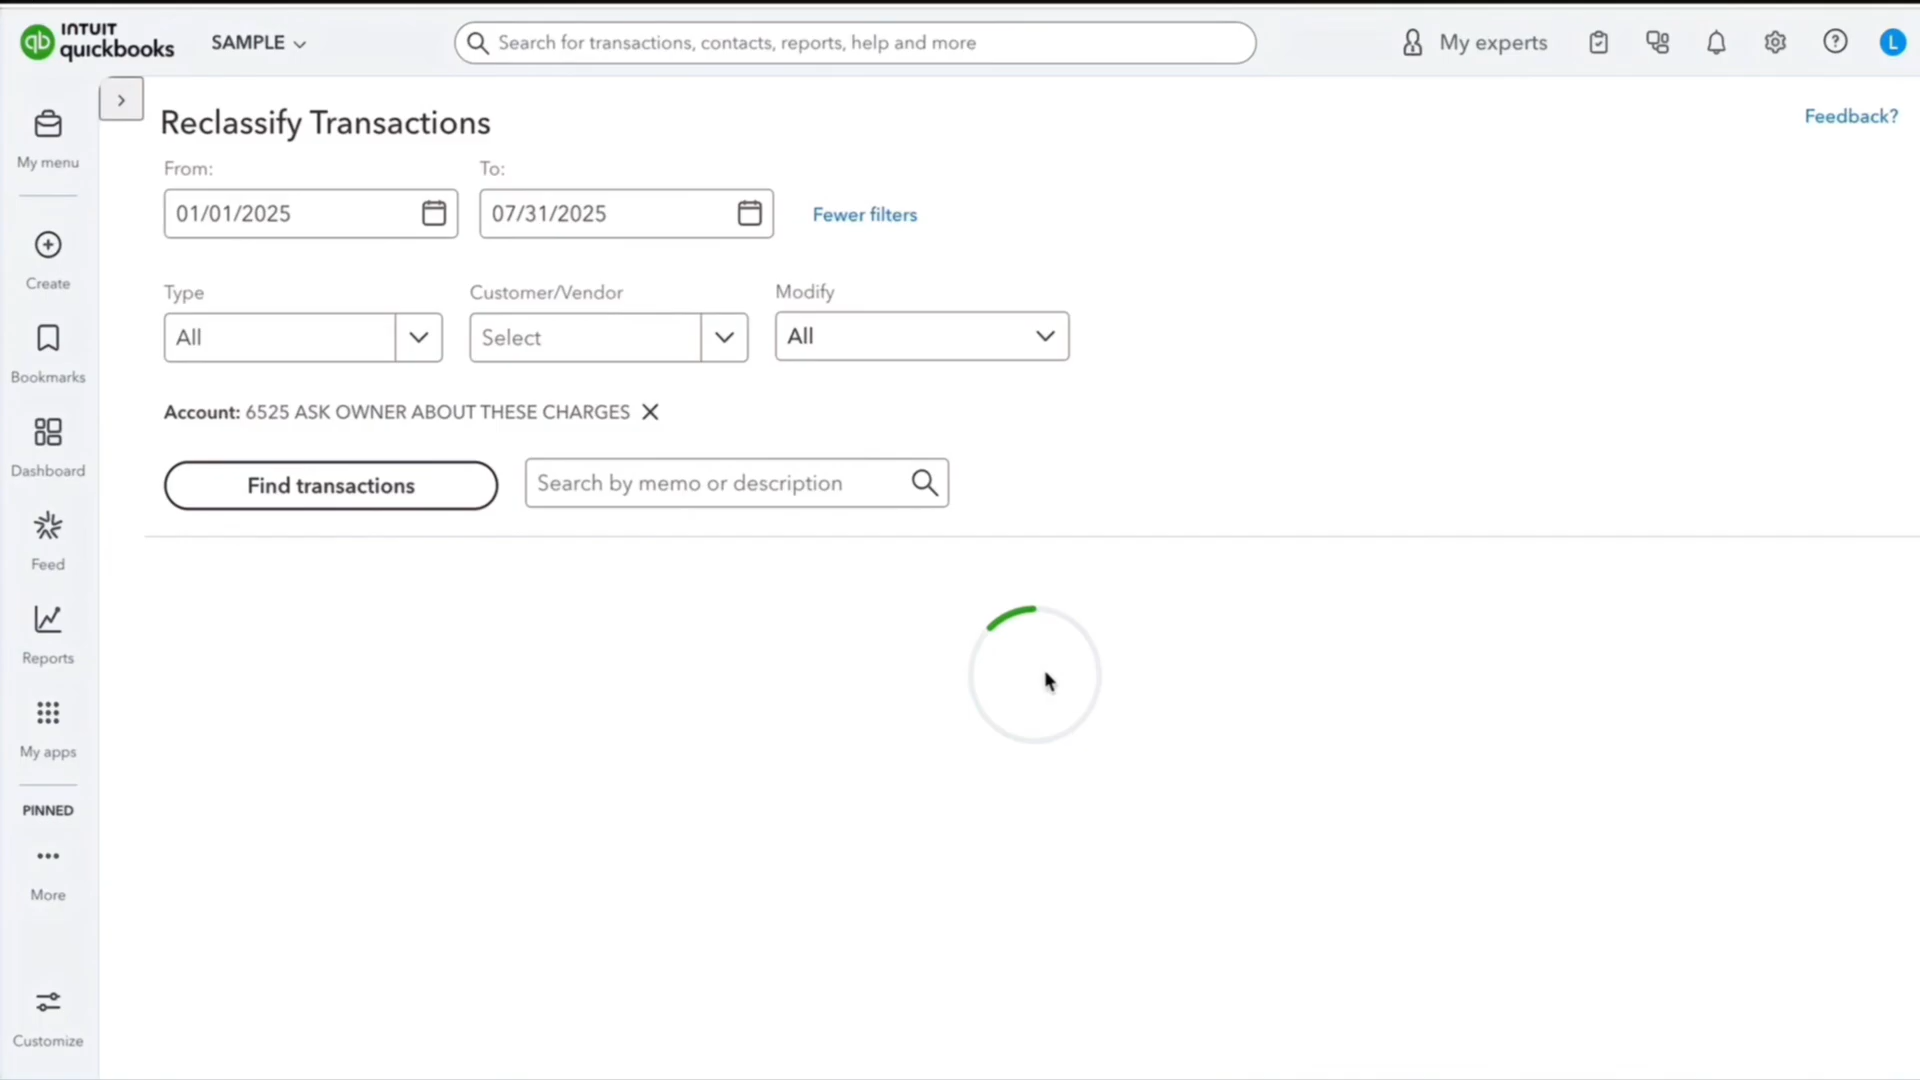 INTUIT
quickbooks
SAMPLE
Search for transactions, contacts, reports, help and more
My experts
L
My menu
Create
Bookmarks
Dashboard
Feed
Reports
My apps
PINNED
More
Customize
Reclassify Transactions
Feedback?
From: To:
01/01/2025 07/31/2025 Fewer filters
Type Customer/Vendor Modify
All Select All
Account: 6525 ASK OWNER ABOUT THESE CHARGES
Find transactions Search by memo or description